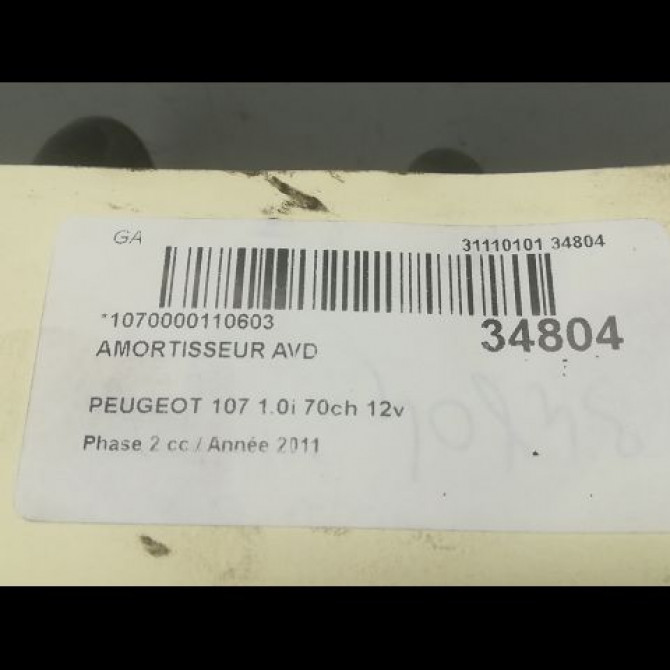 GA
31110101 34804
*1070000110603
34804
AMORTISSEUR AVD
PEUGEOT 107 1.0i 70ch 12v
Phase 2 cc / Année 2011